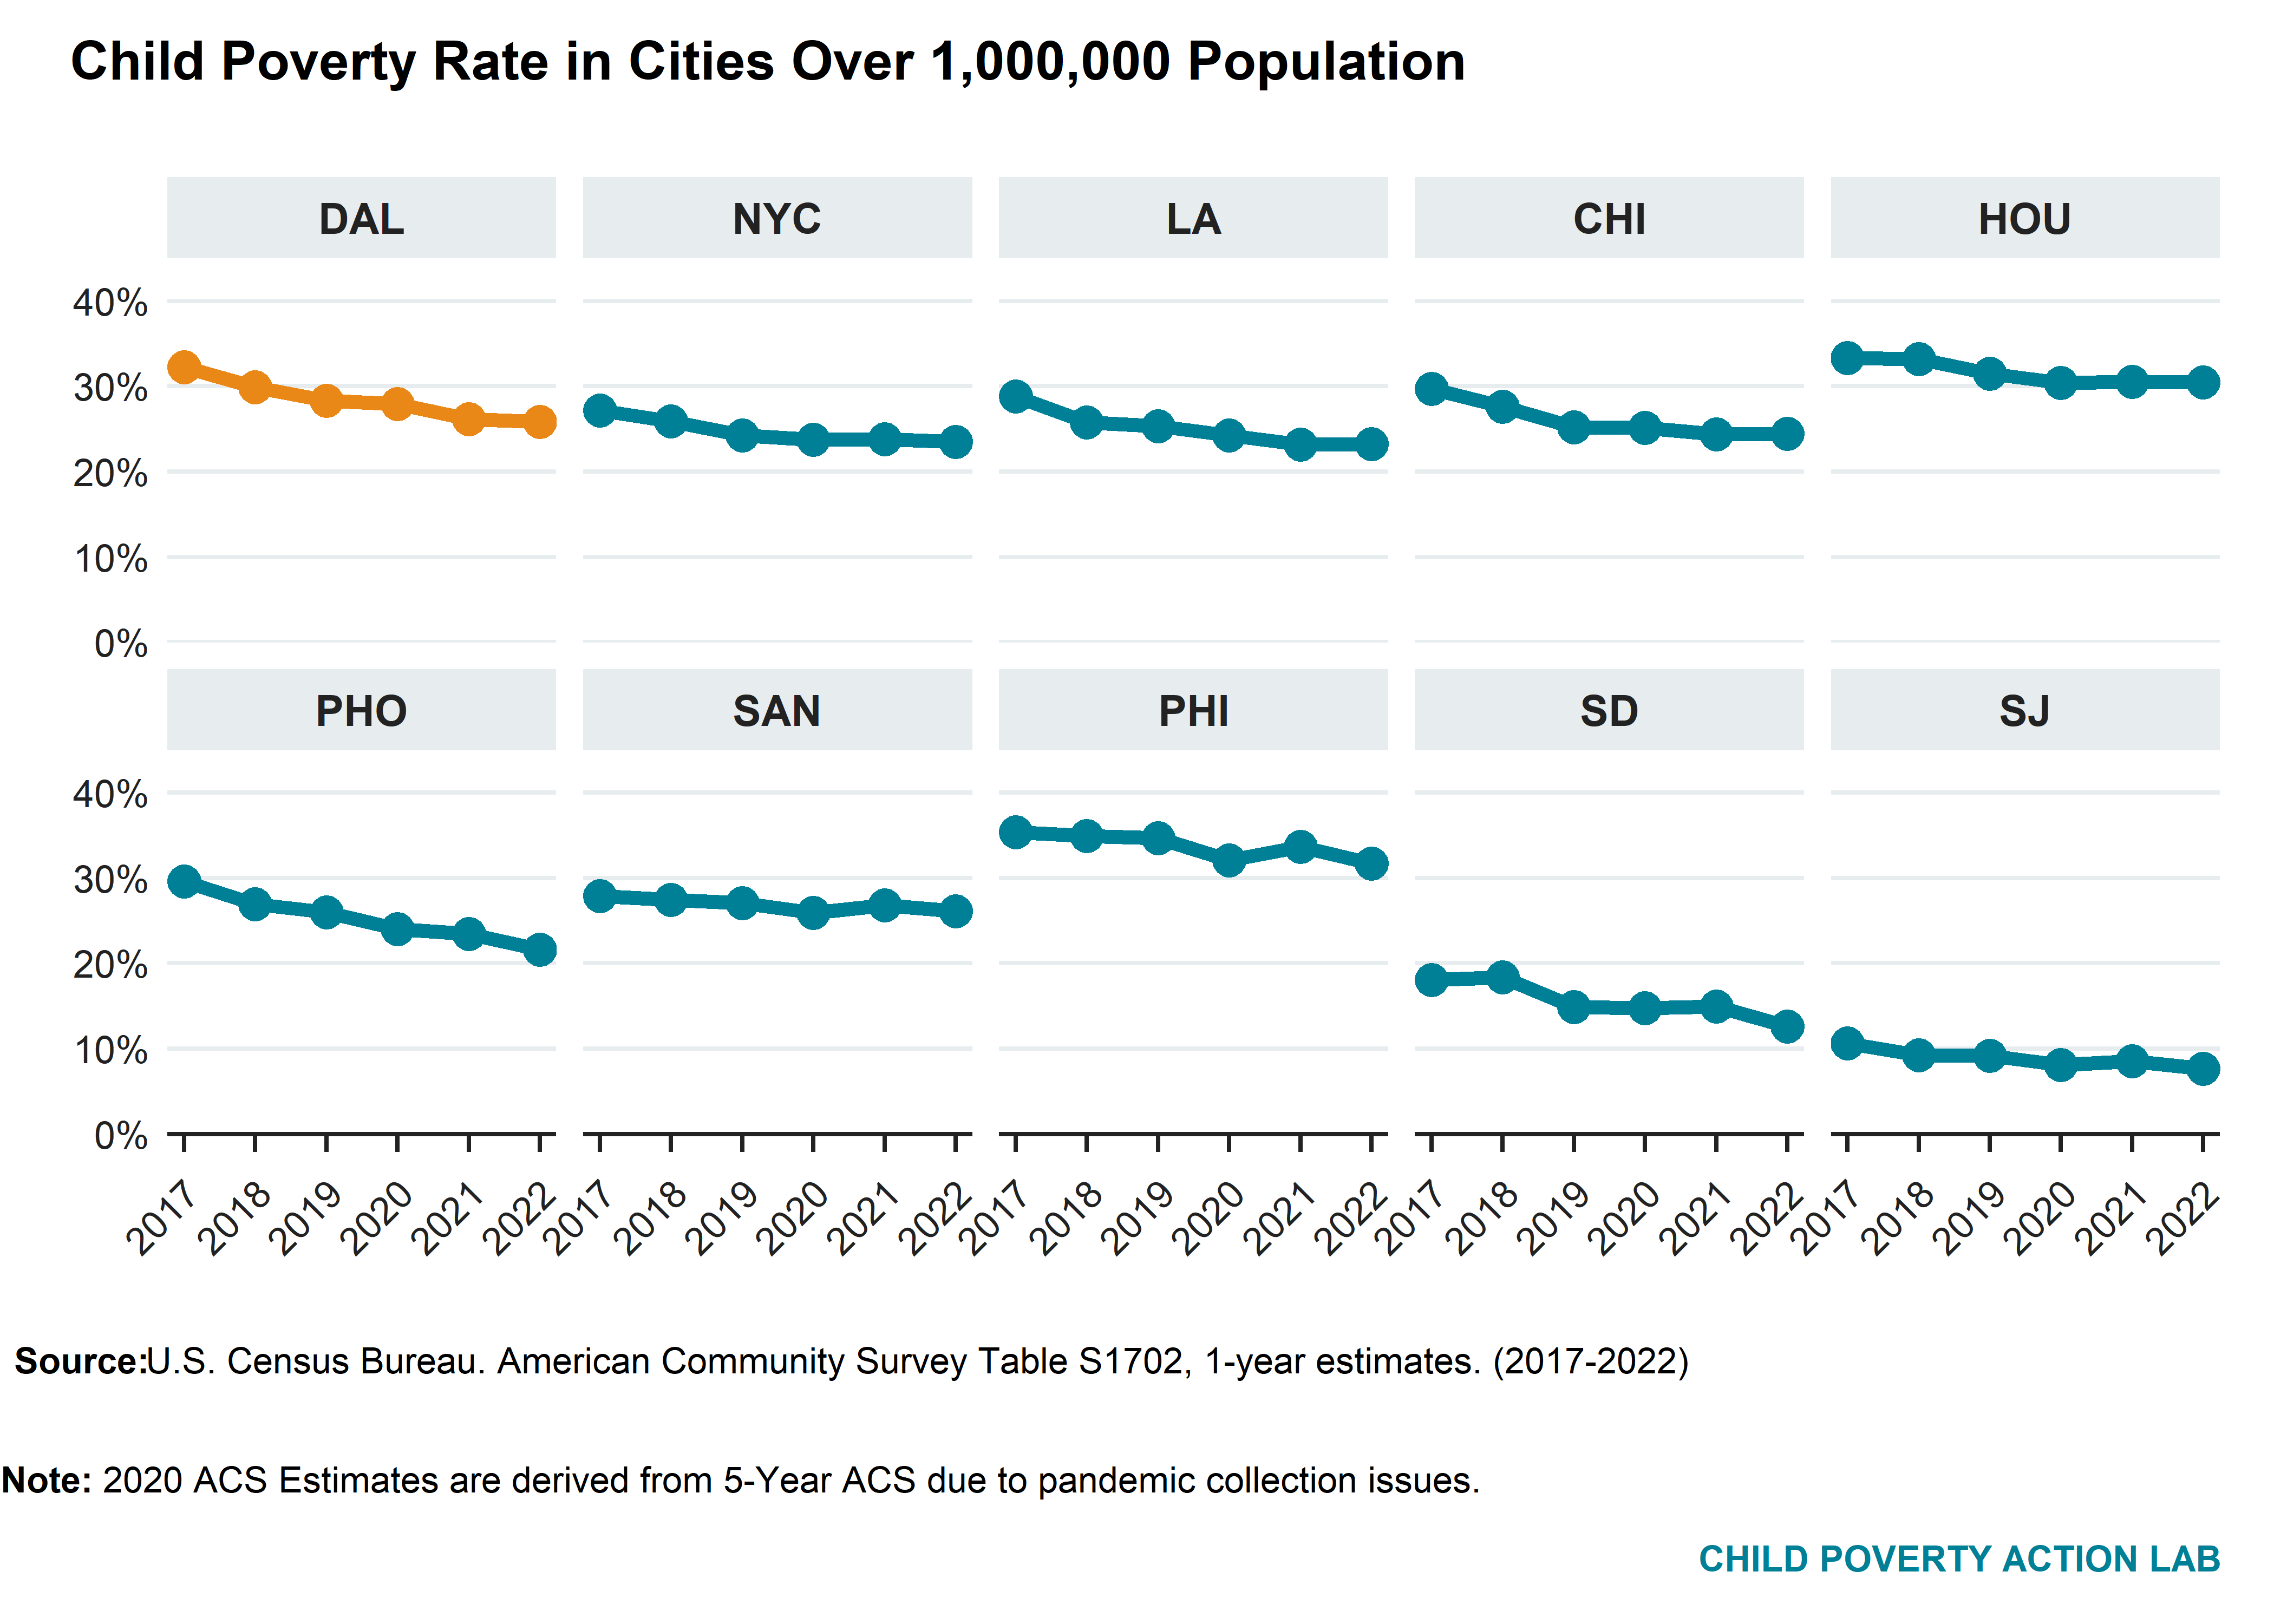 Child Poverty Rate in Cities Over 1,000,000 Population
DAL NYC LA CHI HOU
40%
30%
20%
10%
0%
PHO SAN PHI SD SJ
40%
30%
20%
10%
0%
2017 2018 2019 2020 2021 2022 2017 2018 2019 2020 2021 2022 2017 2018 2019 2020 2021 2022 2017 2018 2019 2020 2021 2022 2017 2018 2019 2020 2021 2022
Source:U.S. Census Bureau. American Community Survey Table S1702, 1-year estimates. (2017-2022)
Note: 2020 ACS Estimates are derived from 5-Year ACS due to pandemic collection issues.
CHILD POVERTY ACTION LAB